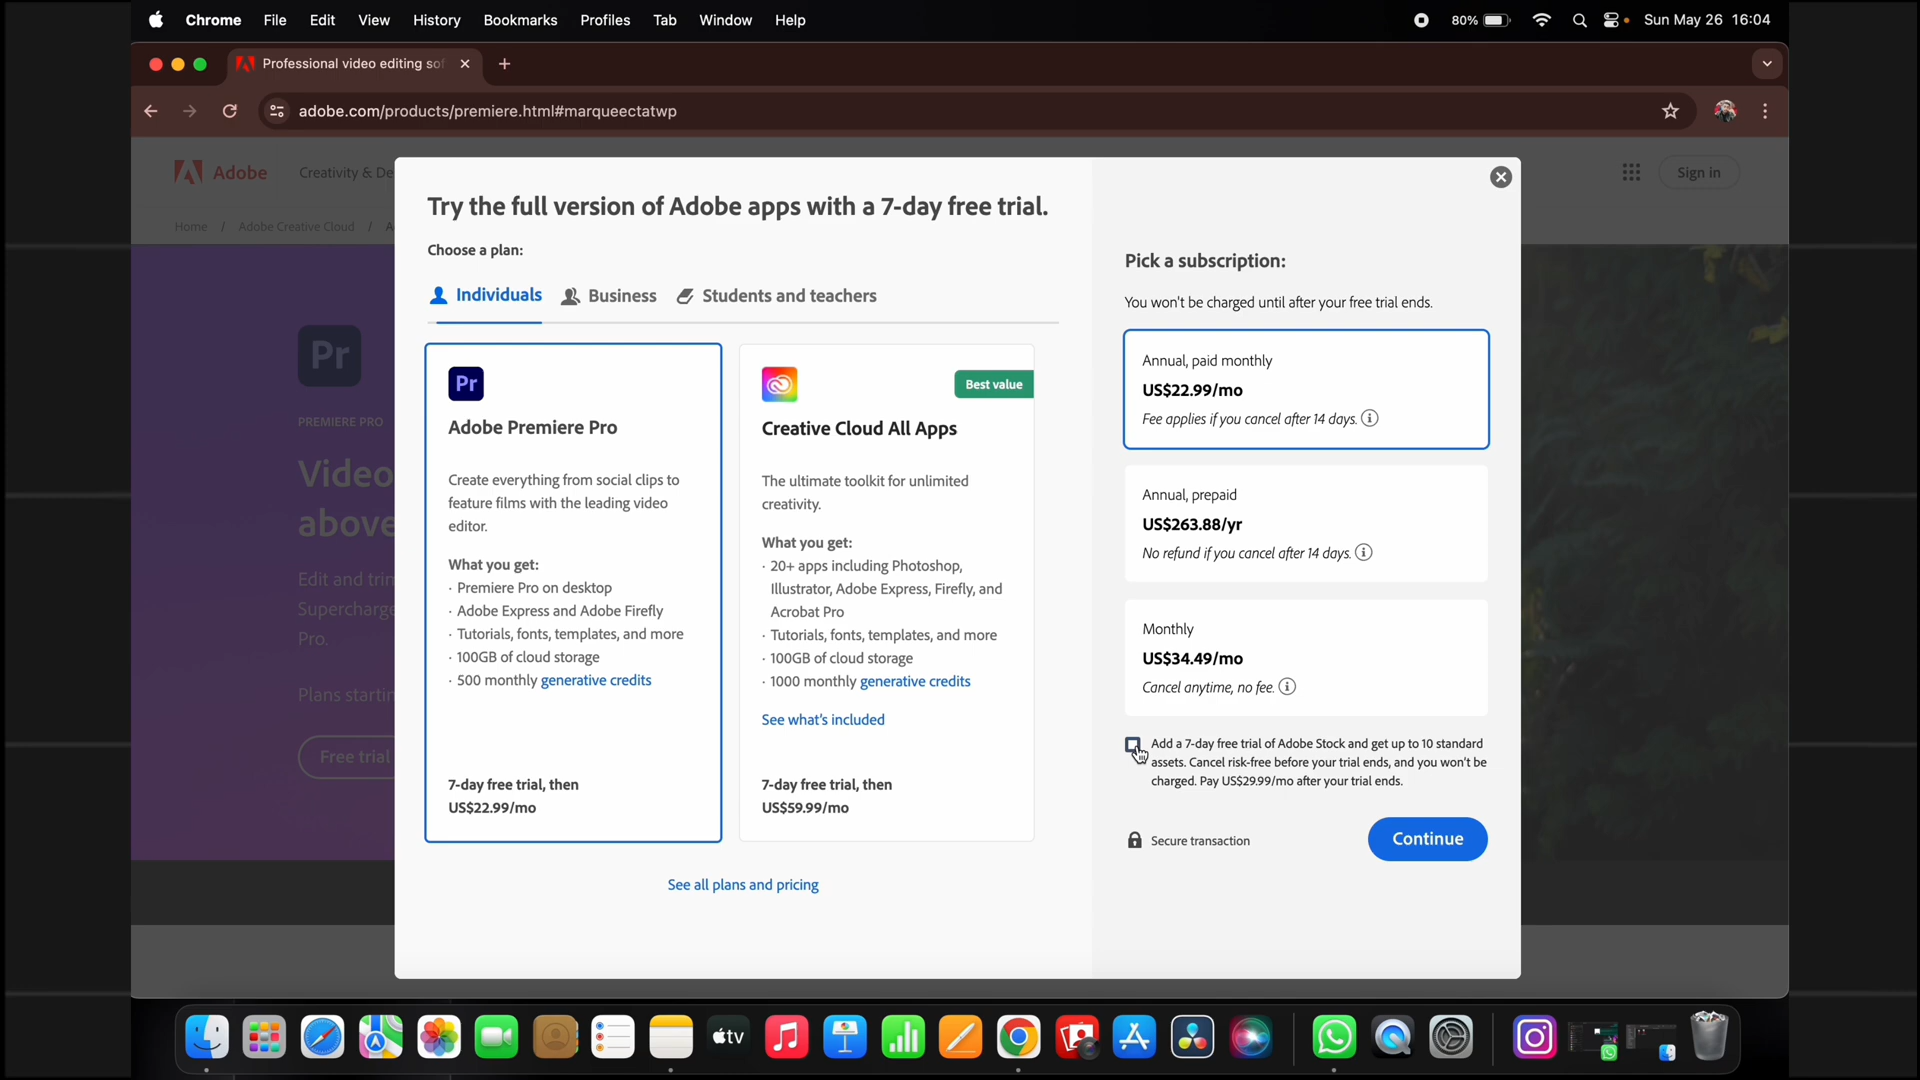 Chrome File Edit View History Bookmarks Profiles Tab Window Help
80% Sun May 26 16:04
Professional video editing sof
adobe.com/products/premiere.html#marqueectatwp
Adobe
Creativity & De
Sign in
Home / Adobe Creative Cloud / A
Pr
PREMIERE PRO
Video
above
Edit and trim
Supercharge
Pro.
Plans startin
Free trial
Try the full version of Adobe apps with a 7-day free trial.
Choose a plan:
Individuals
Business
Students and teachers
Pr
Adobe Premiere Pro
Create everything from social clips to
feature films with the leading video
editor.
What you get:
· Premiere Pro on desktop
· Adobe Express and Adobe Firefly
· Tutorials, fonts, templates, and more
· 100GB of cloud storage
· 500 monthly generative credits
7-day free trial, then
US$22.99/mo
Best value
Creative Cloud All Apps
The ultimate toolkit for unlimited
creativity.
What you get:
· 20+ apps including Photoshop,
Illustrator, Adobe Express, Firefly, and
Acrobat Pro
· Tutorials, fonts, templates, and more
· 100GB of cloud storage
· 1000 monthly generative credits
See what's included
7-day free trial, then
US$59.99/mo
See all plans and pricing
Pick a subscription:
You won't be charged until after your free trial ends.
Annual, paid monthly
US$22.99/mo
Fee applies if you cancel after 14 days.
Annual, prepaid
US$263.88/yr
No refund if you cancel after 14 days.
Monthly
US$34.49/mo
Cancel anytime, no fee.
Add a 7-day free trial of Adobe Stock and get up to 10 standard
assets. Cancel risk-free before your trial ends, and you won't be
charged. Pay US$29.99/mo after your trial ends.
Secure transaction
Continue
tv